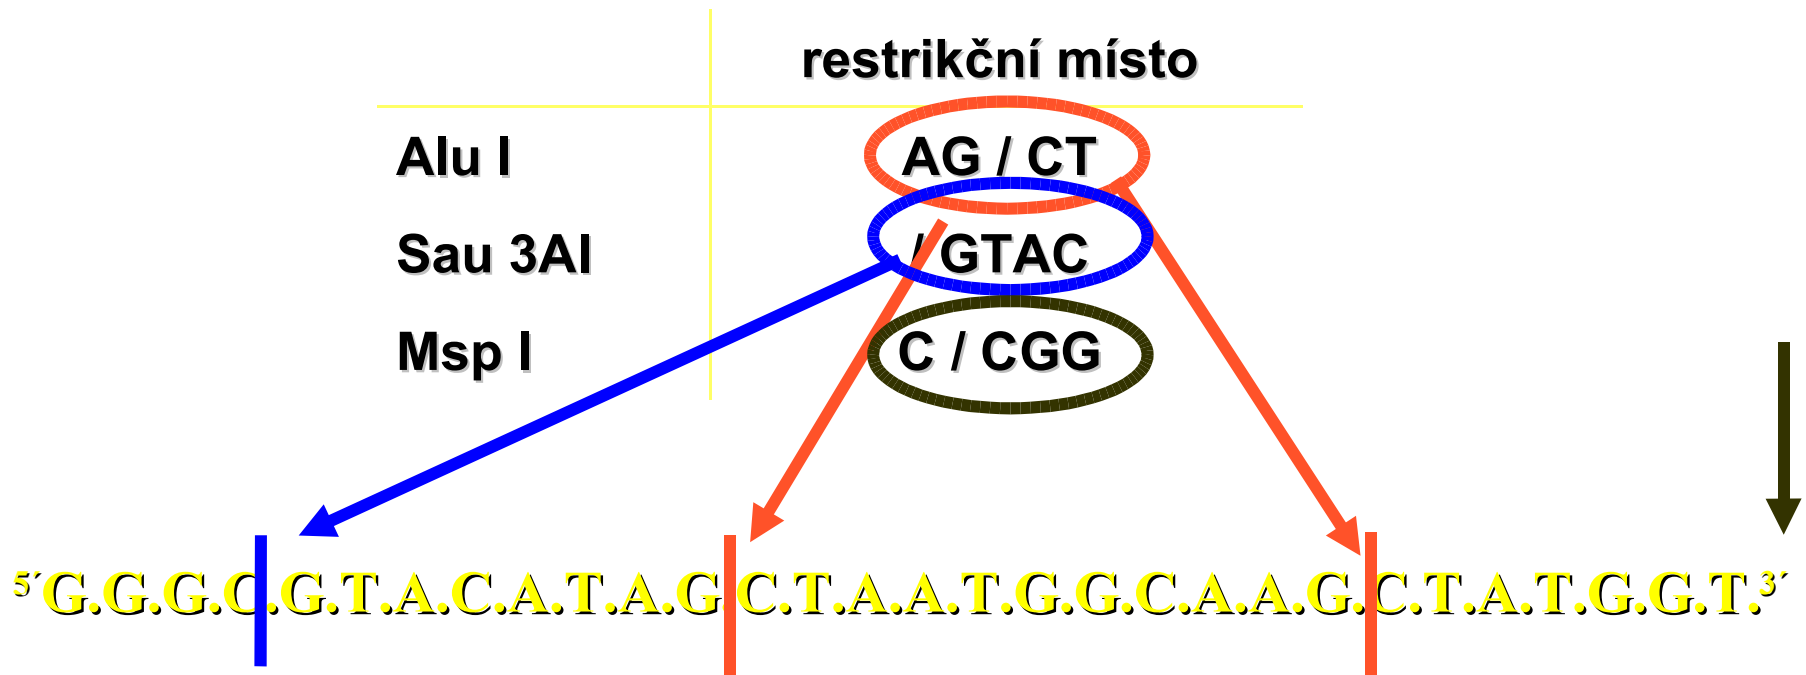 restrikční místo
Alu I AG / CT
Sau 3AI / GTAC
Msp I C / CGG
5´G.G.G.C.G.T.A.C.A.T.A.G.C.T.A.A.T.G.G.C.A.A.G.C.T.A.T.G.G.T.3´